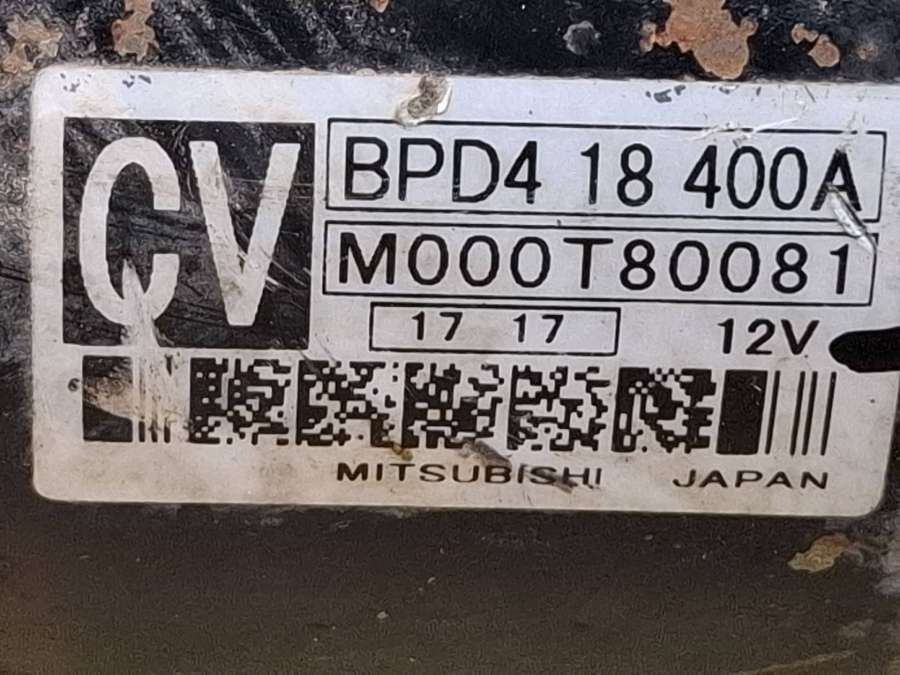 CV
BPD4 18 400A
M000T80081
17 17
12V
MITSUBISHI JAPAN